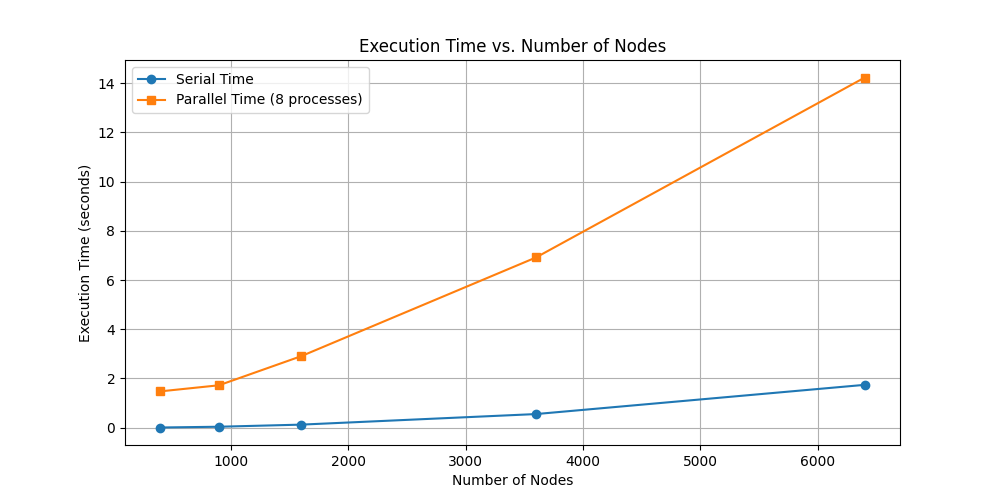 Execution Time vs. Number of Nodes
Serial Time
Parallel Time (8 processes)
Execution Time (seconds)
14
12
10
8
6
4
2
0
1000 2000 3000 4000 5000 6000
Number of Nodes